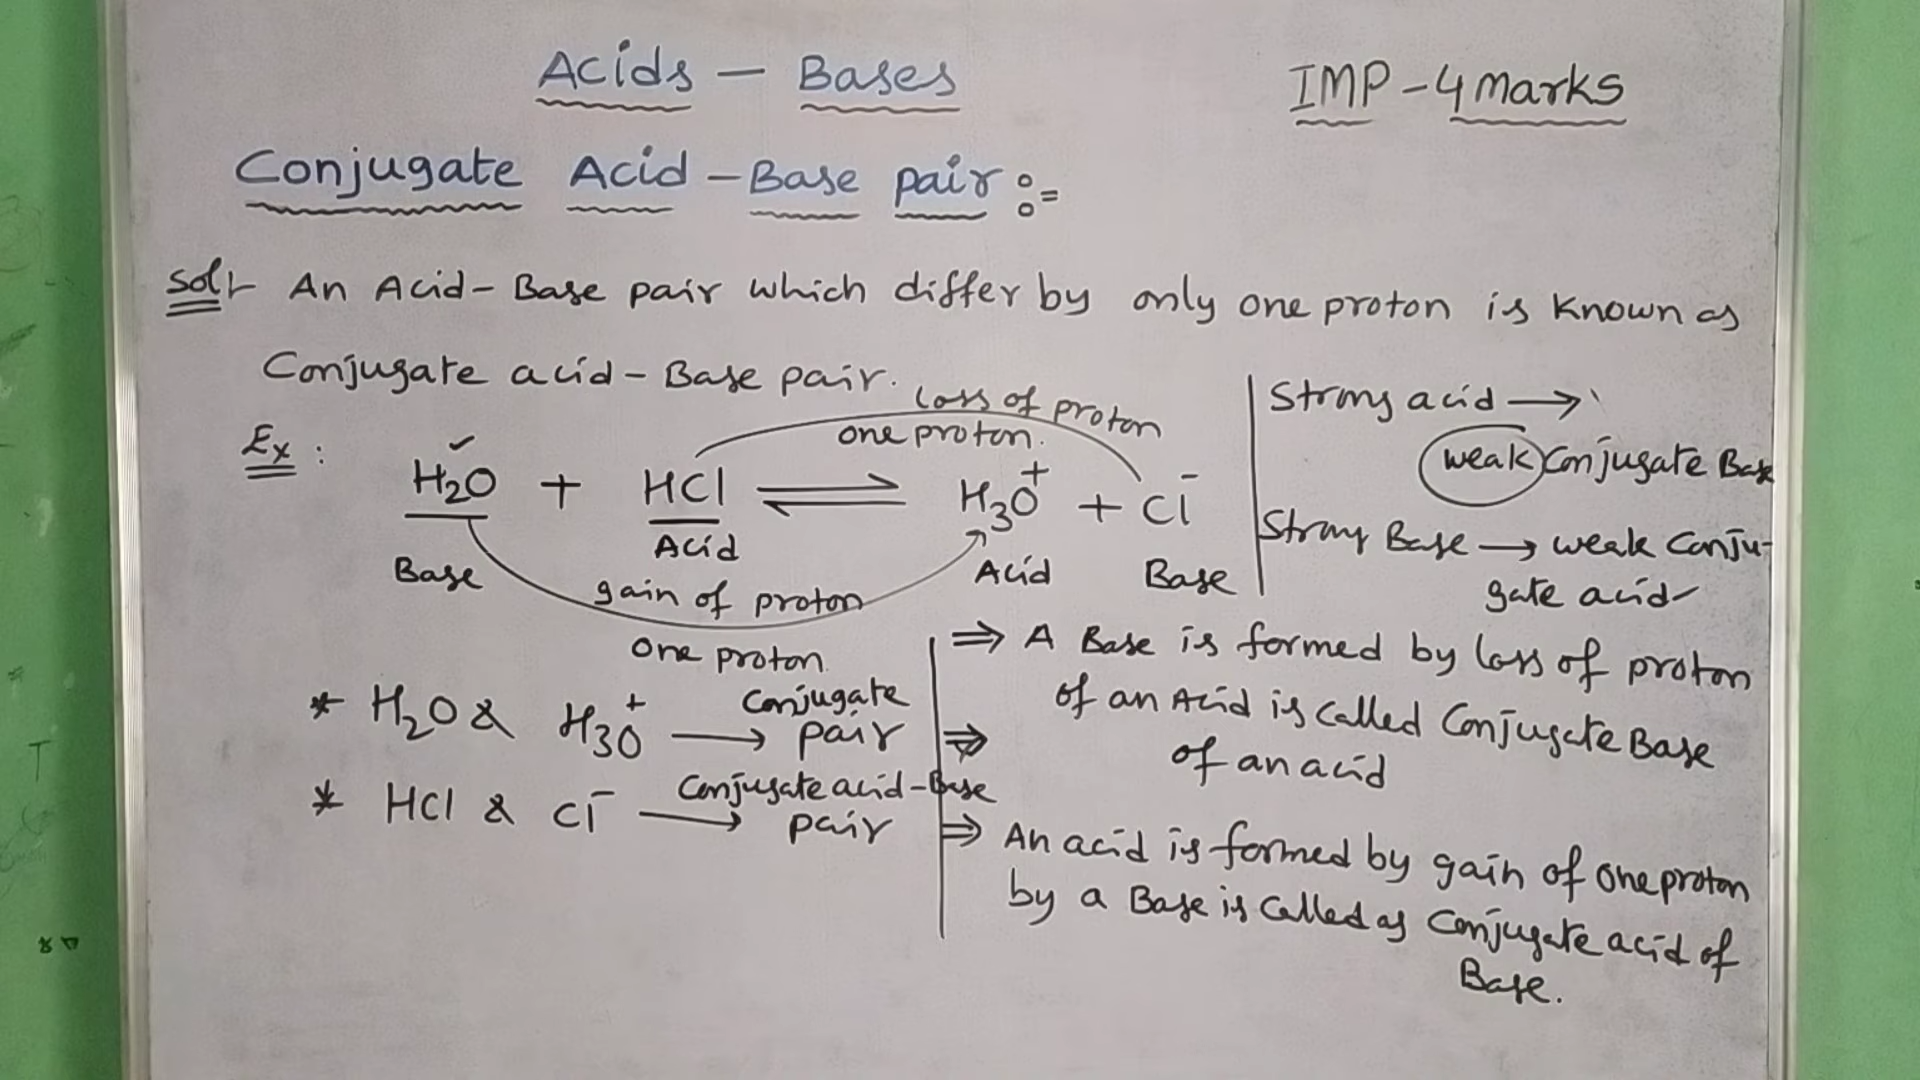 Acids – Bases
IMP – 4 Marks
Conjugate Acid – Base pair :=
Sol:- An Acid – Base pair which differ by only one proton is known as
Conjugate acid – Base pair.
Ex :
loss of proton
one proton.
H₂O + HCl ⇌ H₃O⁺ + Cl⁻
Base Acid Acid Base
gain of proton
one proton.
Strong acid →
weak Conjugate Base
Strong Base → weak Conju-
gate acid
* H₂O & H₃O⁺ → Conjugate
pair
* HCl & Cl⁻ → Conjugate acid – Base
pair
⇒ A Base is formed by loss of proton
of an Acid is called Conjugate Base
⇒ of an acid
⇒ An acid is formed by gain of one proton
by a Base is called as Conjugate acid of
Base.